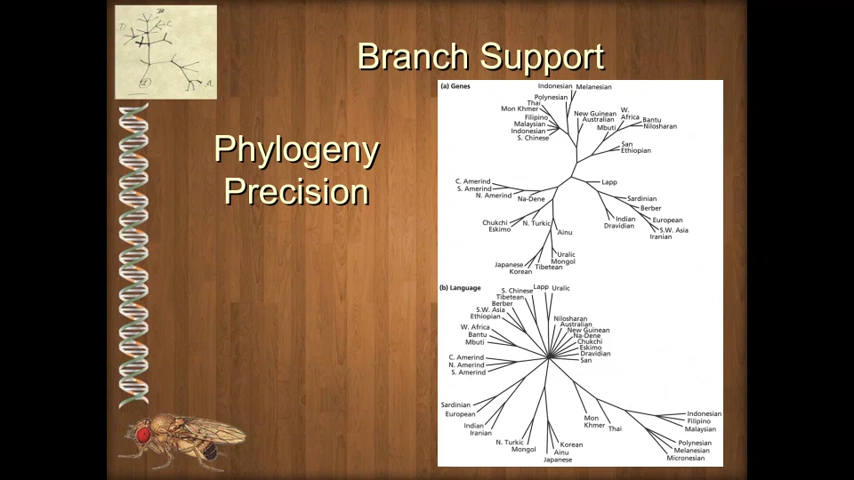 Branch Support
Phylogeny
Precision
(a) Genes
Indonesian
Melanesian
Polynesian
Thai
Mon Khmer
Filipino
Malaysian
Indonesian
S. Chinese
New Guinean
Australian
W.
Africa
Bantu
Nilosharan
Mbuti
San
Ethiopian
C. Amerind
S. Amerind
N. Amerind
Na-Dene
Lapp
Sardinian
Berber
European
S.W. Asia
Iranian
Indian
Dravidian
Chukchi
Eskimo
N. Turkic
Ainu
Uralic
Mongol
Tibetean
Japanese
Korean
(b) Language
S. Chinese
Lapp
Uralic
Tibetean
Berber
S.W. Asia
Ethiopian
W. Africa
Bantu
Mbuti
Nilosharan
Australian
New Guinean
Na-Dene
Chukchi
Eskimo
Dravidian
San
C. Amerind
N. Amerind
S. Amerind
Sardinian
European
Indian
Iranian
N. Turkic
Mongol
Korean
Ainu
Japanese
Mon
Khmer
Thai
Indonesian
Filipino
Malaysian
Polynesian
Melanesian
Micronesian